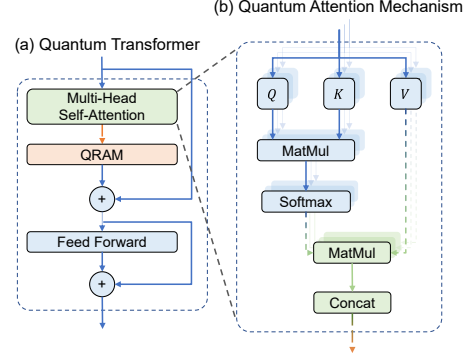 (b) Quantum Attention Mechanism
(a) Quantum Transformer
Multi-Head
Self-Attention
QRAM
+
Feed Forward
+
Q
K
V
MatMul
Softmax
MatMul
Concat